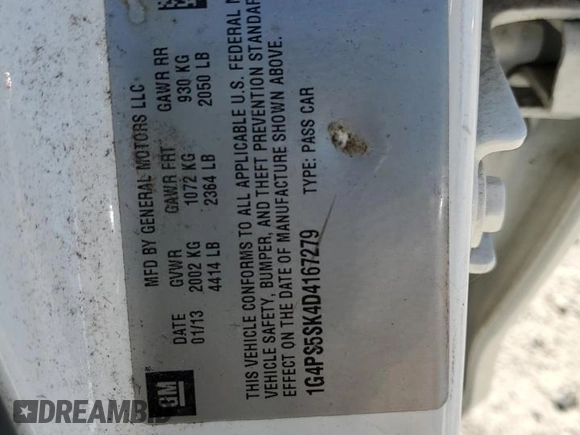 MFD BY GENERAL MOTORS LLC
DATE GVWR GAWR FRT GAWR RR
01/13 2002 KG 1072 KG 930 KG
4414 LB 2364 LB 2050 LB
THIS VEHICLE CONFORMS TO ALL APPLICABLE U.S. FEDERAL
VEHICLE SAFETY, BUMPER, AND THEFT PREVENTION STANDAR
EFFECT ON THE DATE OF MANUFACTURE SHOWN ABOVE.
1G4PS5SK4D4167279 TYPE: PASS CAR
GM
DREAMBID